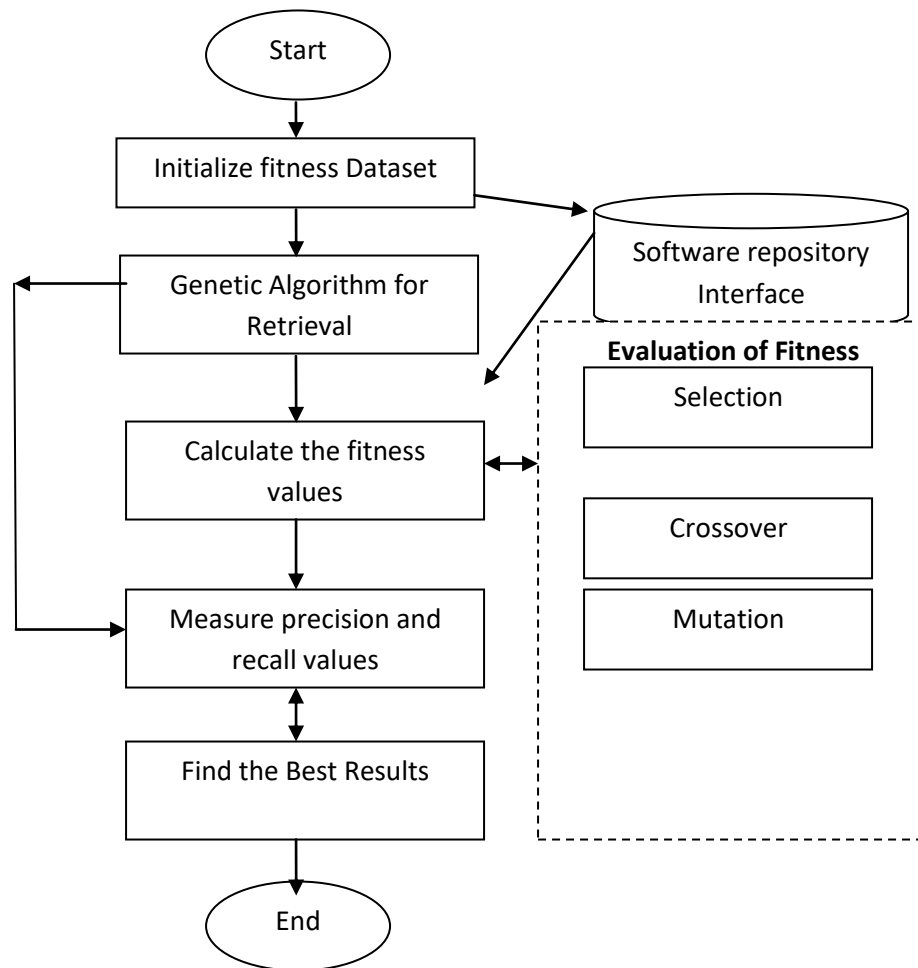 Start
Initialize fitness Dataset
Software repository
Interface
Genetic Algorithm for
Retrieval
Evaluation of Fitness
Selection
Calculate the fitness
values
Crossover
Measure precision and
recall values
Mutation
Find the Best Results
End